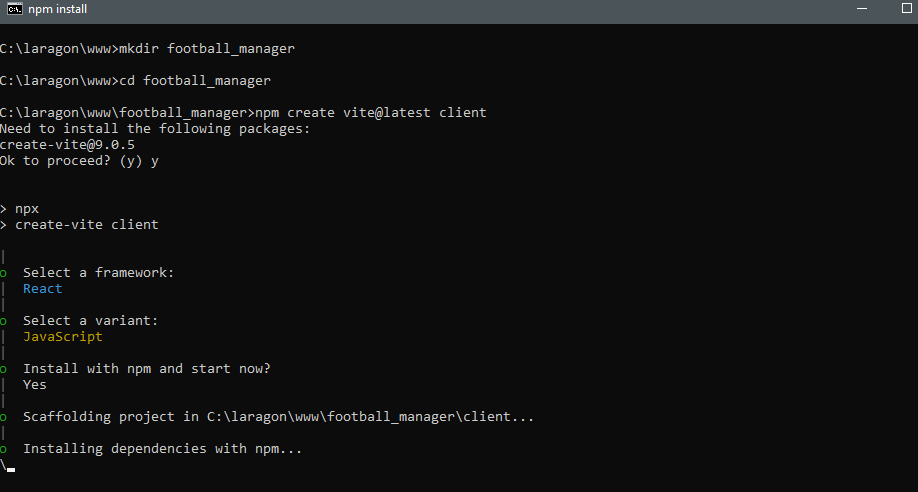 npm install
C:\laragon\www>mkdir football_manager
C:\laragon\www>cd football_manager
C:\laragon\www\football_manager>npm create vite@latest client
Need to install the following packages:
create-vite@9.0.5
Ok to proceed? (y) y
> npx
> create-vite client
|
o  Select a framework:
|  React
|
o  Select a variant:
|  JavaScript
|
o  Install with npm and start now?
|  Yes
|
o  Scaffolding project in C:\laragon\www\football_manager\client...
|
o  Installing dependencies with npm...
\